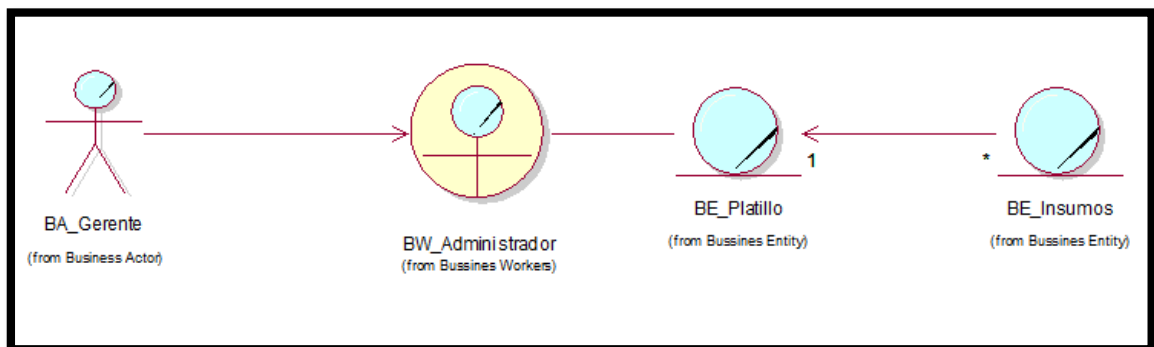 BA_Gerente
(from Business Actor)
BW_Administrador
(from Bussines Workers)
1
*
BE_Platillo
(from Bussines Entity)
BE_Insumos
(from Bussines Entity)